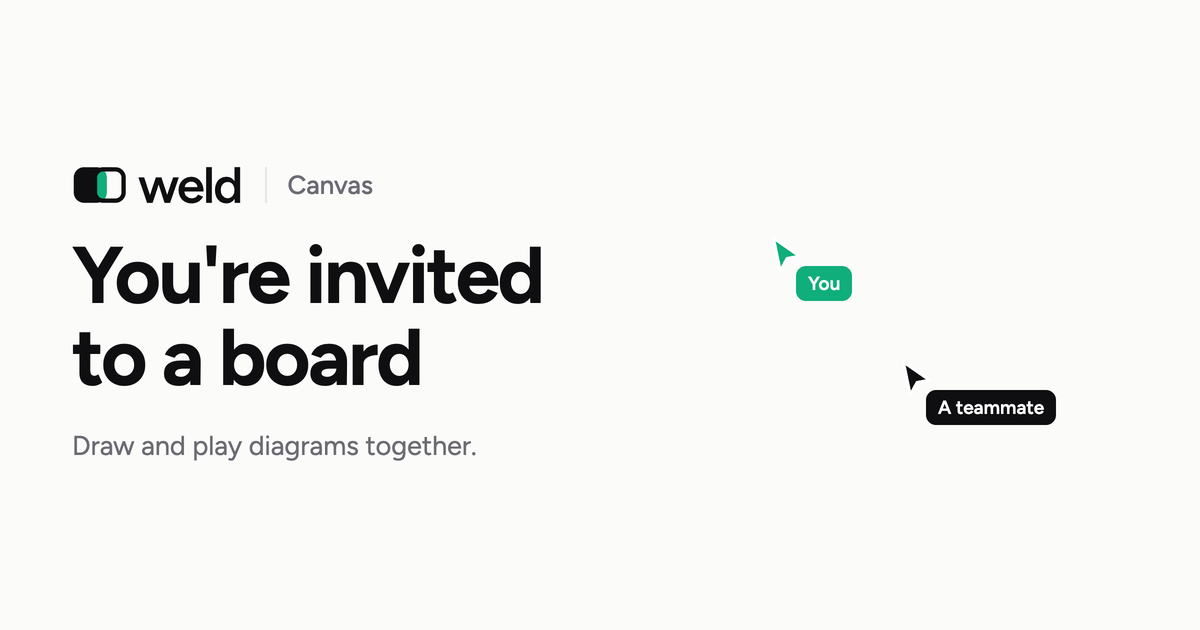 weld
Canvas
You're invited
to a board
Draw and play diagrams together.
You
A teammate